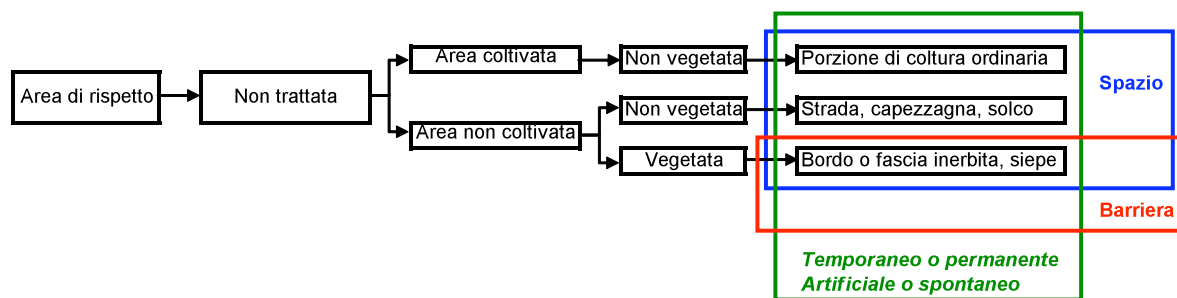 Area di rispetto
Non trattata
Area coltivata
Non vegetata
Porzione di coltura ordinaria
Area non coltivata
Non vegetata
Strada, capezzagna, solco
Vegetata
Bordo o fascia inerbita, siepe
Spazio
Barriera
Temporaneo o permanente
Artificiale o spontaneo